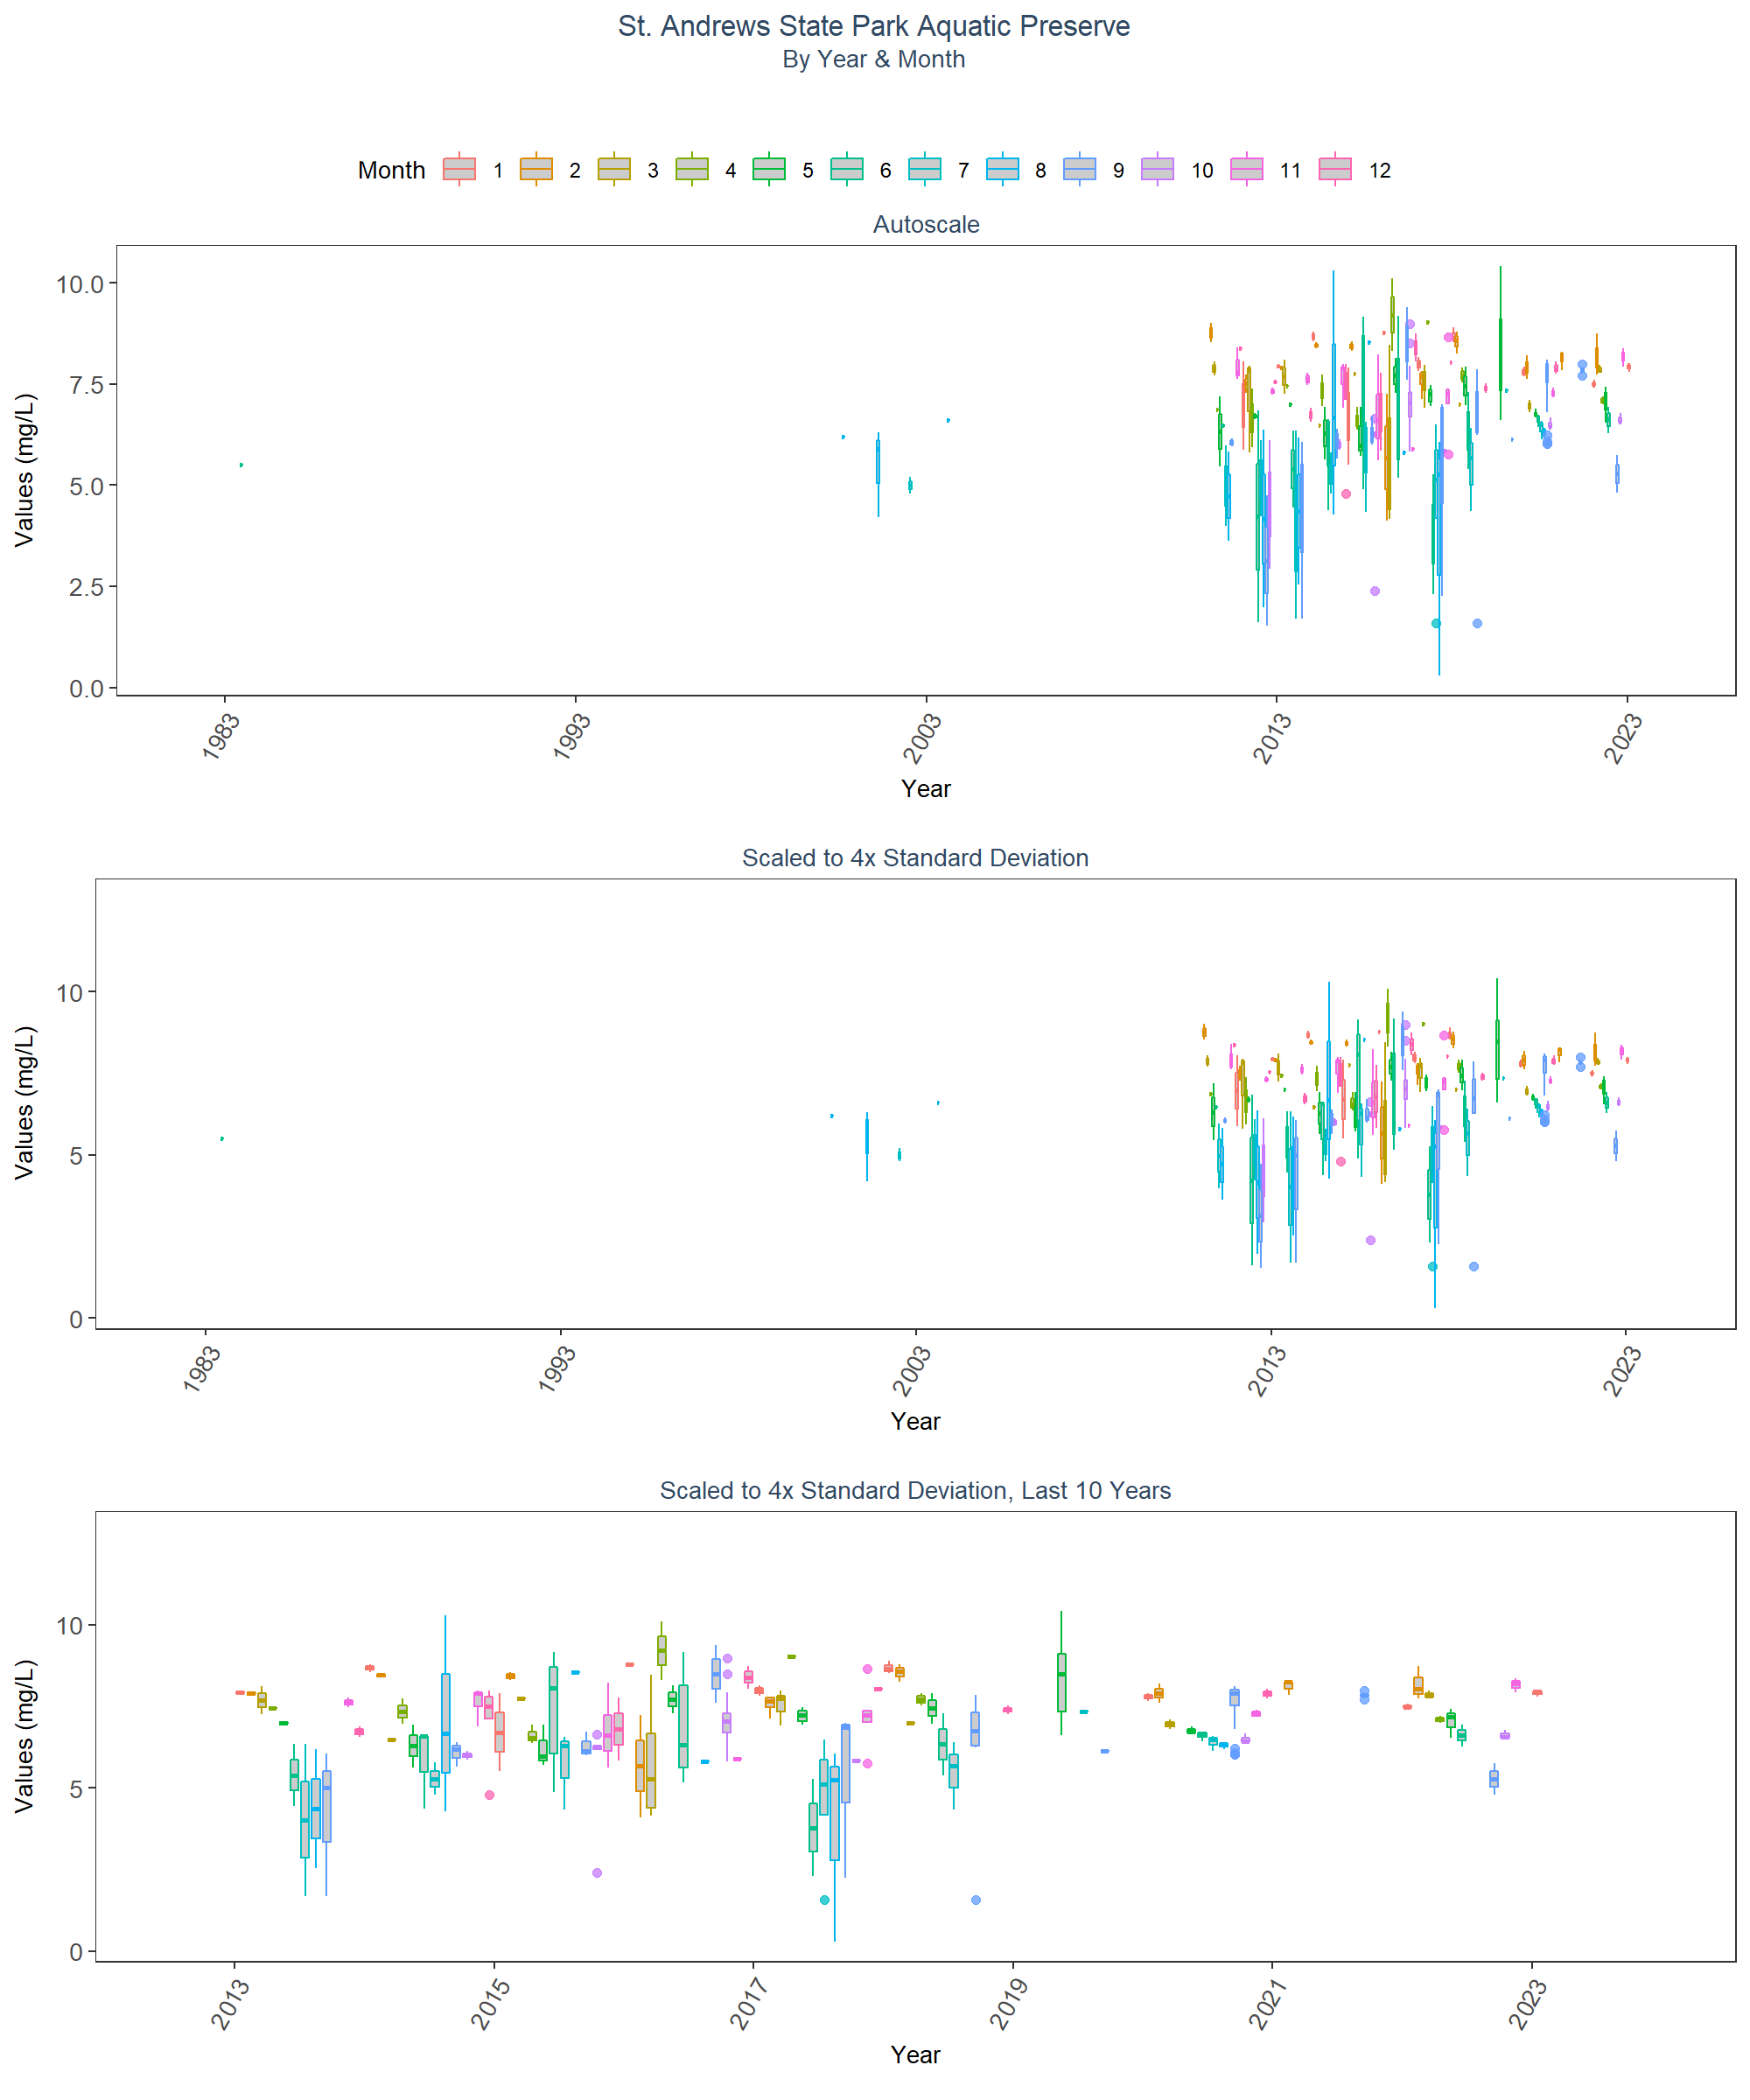 St. Andrews State Park Aquatic Preserve
By Year & Month
Month 1 2 3 4 5 6 7 8 9 10 11 12
Autoscale
Values (mg/L)
10.0
7.5
5.0
2.5
0.0
1983 1993 2003 2013 2023
Year
Scaled to 4x Standard Deviation
Values (mg/L)
10
5
0
1983 1993 2003 2013 2023
Year
Scaled to 4x Standard Deviation, Last 10 Years
Values (mg/L)
10
5
0
2013 2015 2017 2019 2021 2023
Year